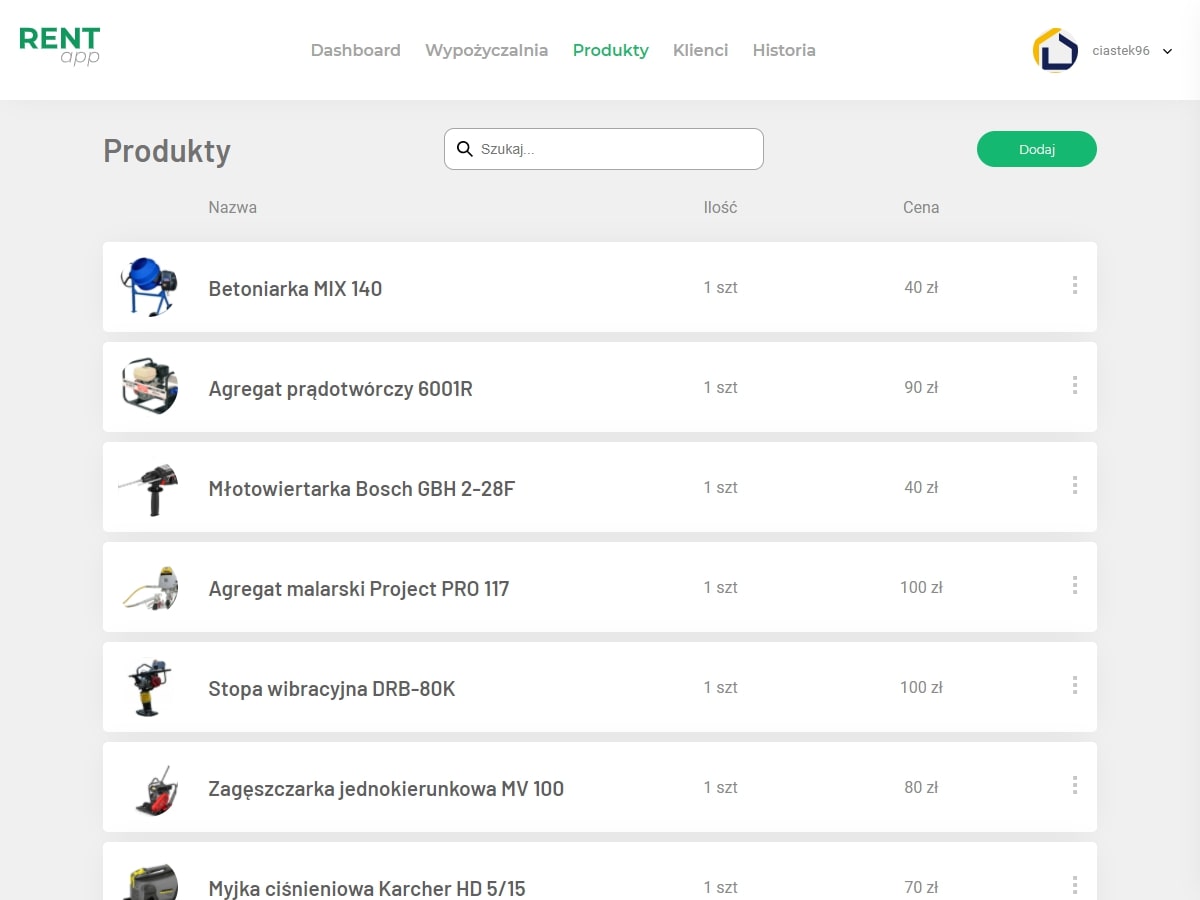 RENT
app
Dashboard Wypożyczalnia Produkty Klienci Historia
ciastek96
Produkty
Szukaj...
Dodaj
Nazwa Ilość Cena
Betoniarka MIX 140 1 szt 40 zł
Agregat prądotwórczy 6001R 1 szt 90 zł
Młotowiertarka Bosch GBH 2-28F 1 szt 40 zł
Agregat malarski Project PRO 117 1 szt 100 zł
Stopa wibracyjna DRB-80K 1 szt 100 zł
Zagęszczarka jednokierunkowa MV 100 1 szt 80 zł
Myjka ciśnieniowa Karcher HD 5/15 1 szt 70 zł